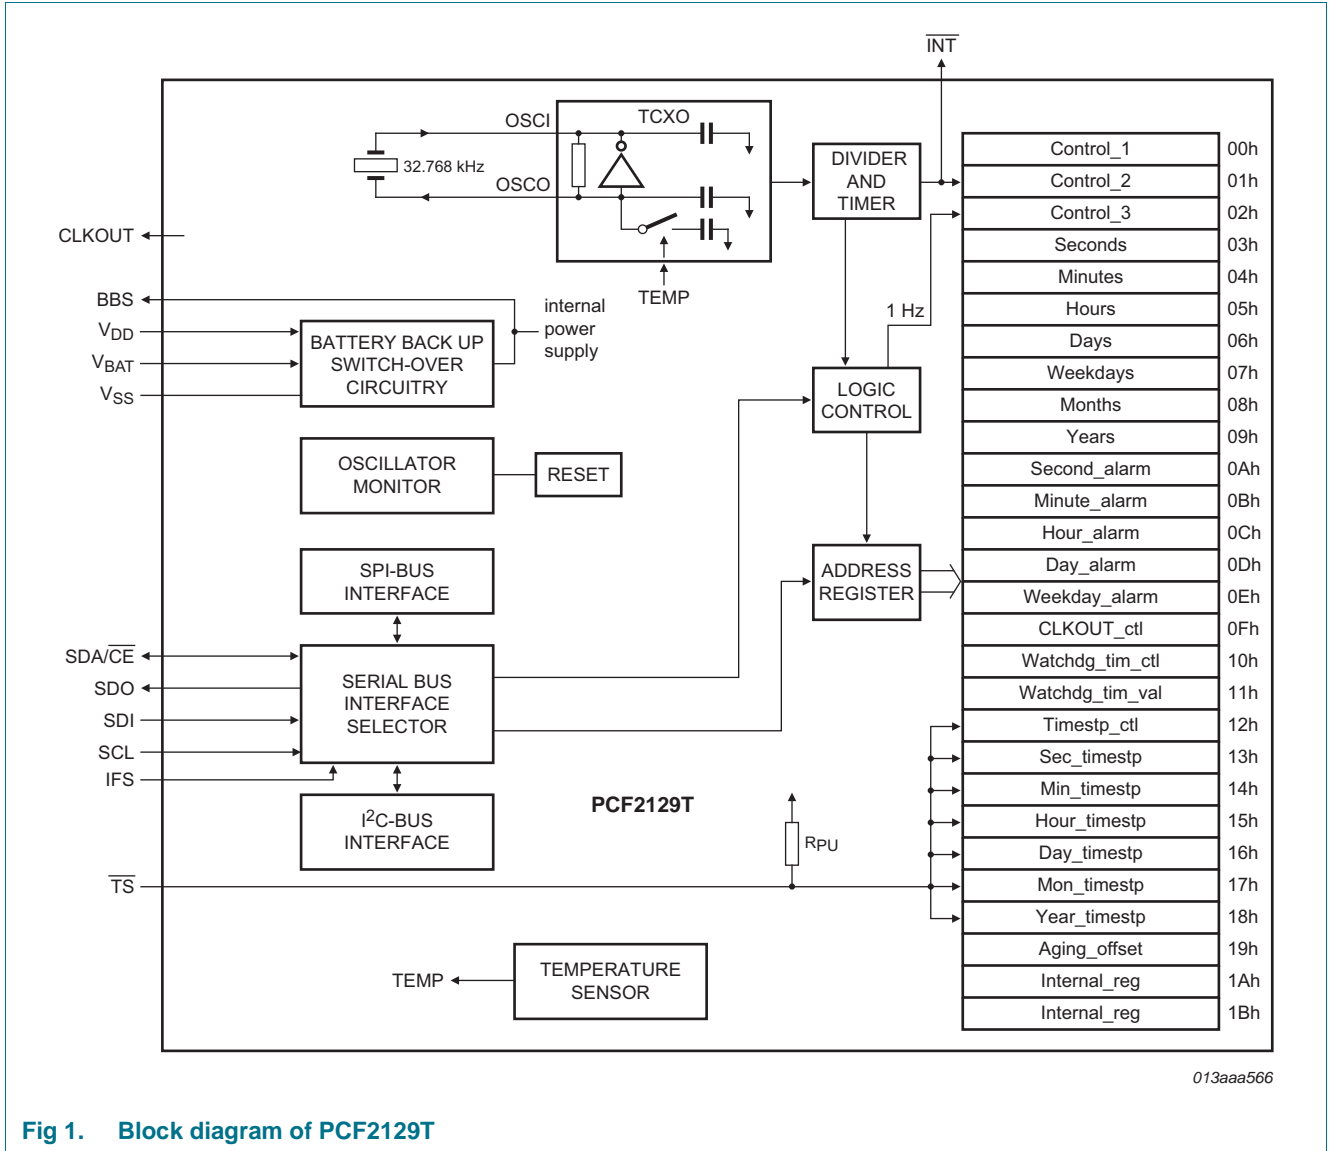 INT
OSCI
TCXO
32.768 kHz
OSCO
TEMP
DIVIDER
AND
TIMER
CLKOUT
BBS
VDD
VBAT
VSS
internal
power
supply
BATTERY BACK UP
SWITCH-OVER
CIRCUITRY
1 Hz
LOGIC
CONTROL
OSCILLATOR
MONITOR
RESET
SPI-BUS
INTERFACE
ADDRESS
REGISTER
SDA/CE
SDO
SDI
SCL
IFS
SERIAL BUS
INTERFACE
SELECTOR
I2C-BUS
INTERFACE
PCF2129T
RPU
TS
TEMP
TEMPERATURE
SENSOR
Control_1 00h
Control_2 01h
Control_3 02h
Seconds 03h
Minutes 04h
Hours 05h
Days 06h
Weekdays 07h
Months 08h
Years 09h
Second_alarm 0Ah
Minute_alarm 0Bh
Hour_alarm 0Ch
Day_alarm 0Dh
Weekday_alarm 0Eh
CLKOUT_ctl 0Fh
Watchdg_tim_ctl 10h
Watchdg_tim_val 11h
Timestp_ctl 12h
Sec_timestp 13h
Min_timestp 14h
Hour_timestp 15h
Day_timestp 16h
Mon_timestp 17h
Year_timestp 18h
Aging_offset 19h
Internal_reg 1Ah
Internal_reg 1Bh
013aaa566
Fig 1. Block diagram of PCF2129T